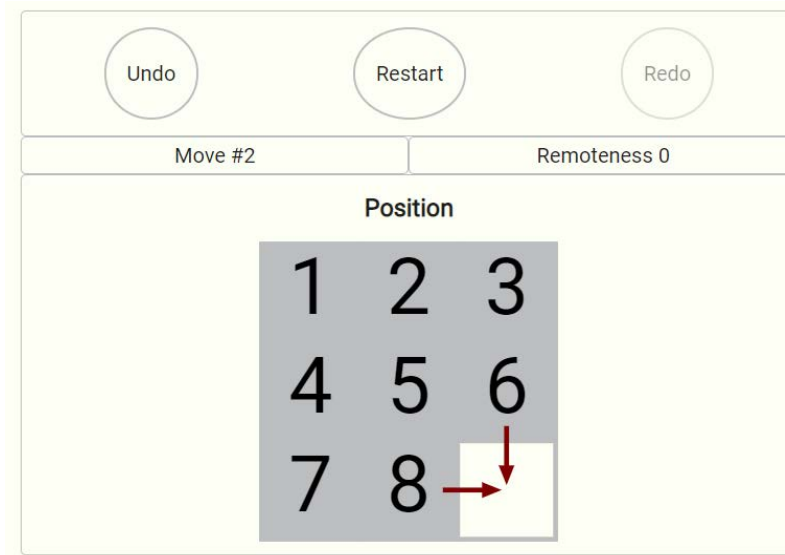 Undo Restart Redo
Move #2 Remoteness 0
Position
1 2 3
4 5 6
7 8